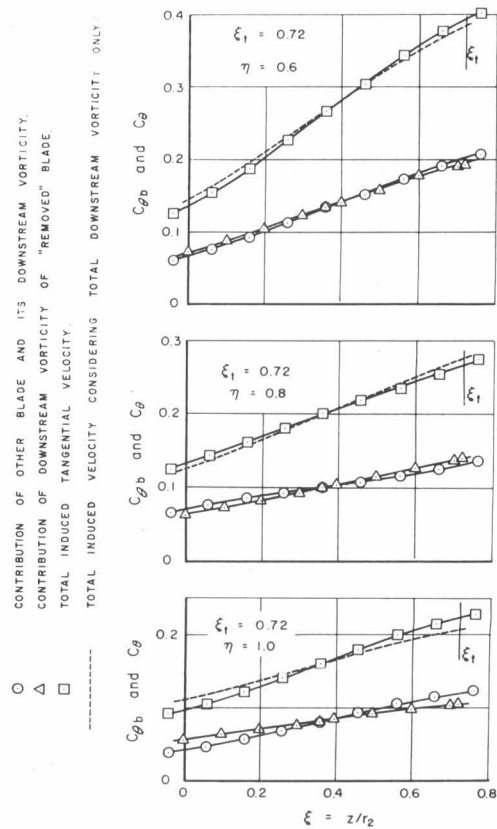 ○ CONTRIBUTION OF OTHER BLADE AND ITS DOWNSTREAM VORTICITY.
△ CONTRIBUTION OF DOWNSTREAM VORTICITY OF "REMOVED" BLADE
□ TOTAL INDUCED TANGENTIAL VELOCITY.
------- TOTAL INDUCED VELOCITY CONSIDERING TOTAL DOWNSTREAM VORTICITY ONLY.
0.4
ξt = 0.72
η = 0.6
ξt
0.3
Cθb and Cθ
0.2
0.1
0
0.3
ξt = 0.72
η = 0.8
ξt
0.2
Cθb and Cθ
0.1
0
0.2
ξt = 0.72
η = 1.0
ξt
Cθb and Cθ
0 0.2 0.4 0.6 0.8
ξ = z/r2